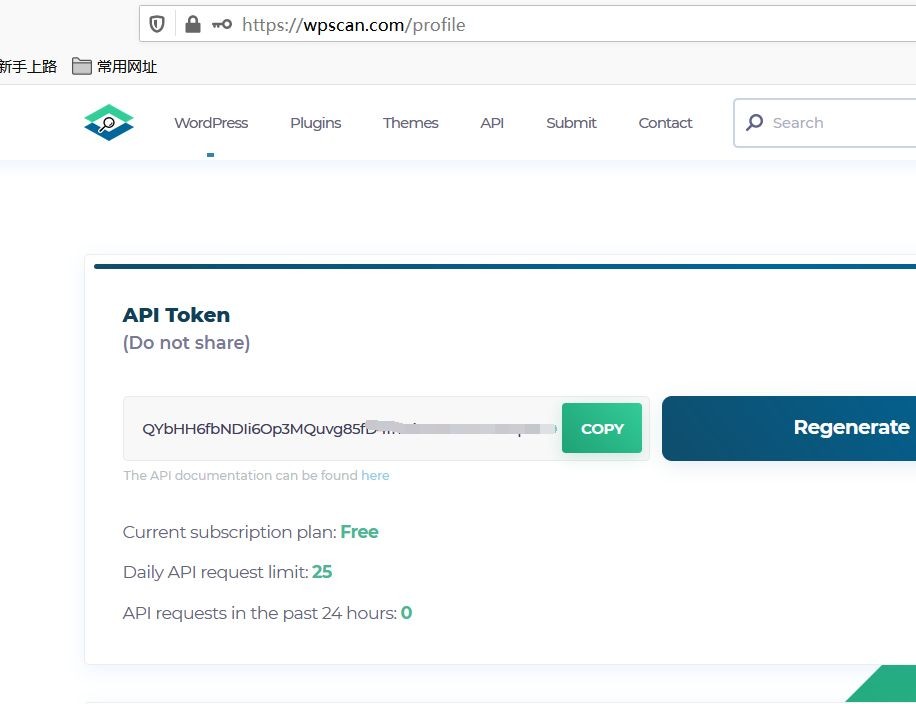 https://wpscan.com/profile
新手上路 常用网址
WordPress Plugins Themes API Submit Contact Search
API Token
(Do not share)
COPY Regenerate
The API documentation can be found here
Current subscription plan: Free
Daily API request limit: 25
API requests in the past 24 hours: 0